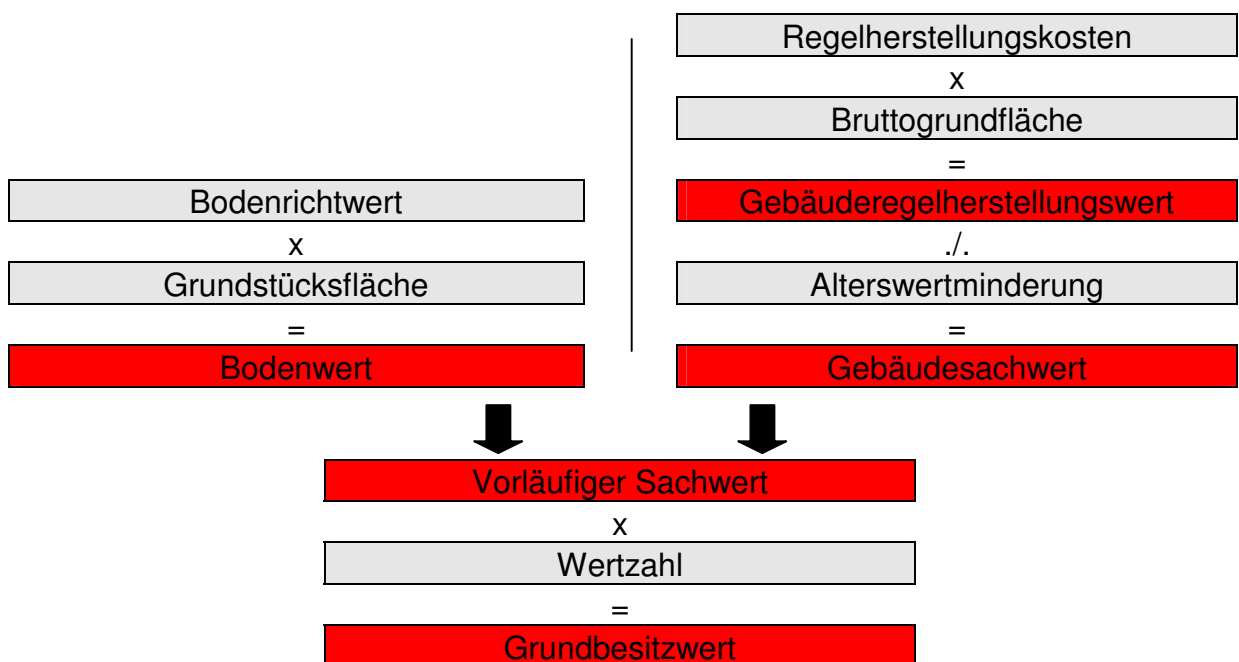 Regelherstellungskosten
x
Bruttogrundfläche
=
Gebäuderegelherstellungswert
./.
Alterswertminderung
=
Gebäudesachwert
Bodenrichtwert
x
Grundstücksfläche
=
Bodenwert
Vorläufiger Sachwert
x
Wertzahl
=
Grundbesitzwert